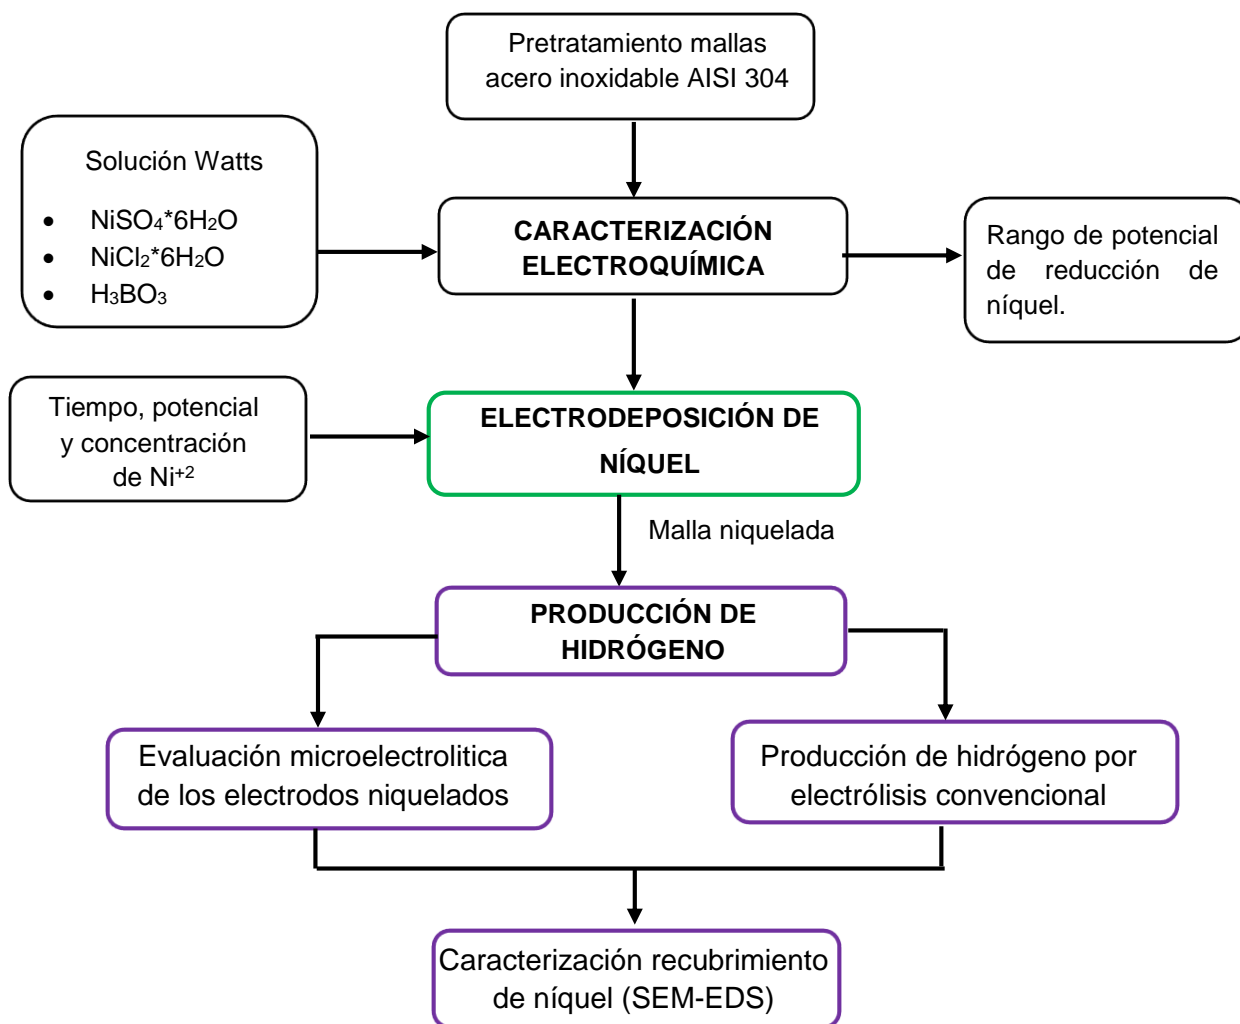 Pretratamiento mallas
acero inoxidable AISI 304
Solución Watts
• NiSO4*6H2O
• NiCl2*6H2O
• H3BO3
CARACTERIZACIÓN
ELECTROQUÍMICA
Rango de potencial
de reducción de
níquel.
Tiempo, potencial
y concentración
de Ni+2
ELECTRODEPOSICIÓN DE
NÍQUEL
Malla niquelada
PRODUCCIÓN DE
HIDRÓGENO
Evaluación microelectrolitica
de los electrodos niquelados
Producción de hidrógeno por
electrólisis convencional
Caracterización recubrimiento
de níquel (SEM-EDS)